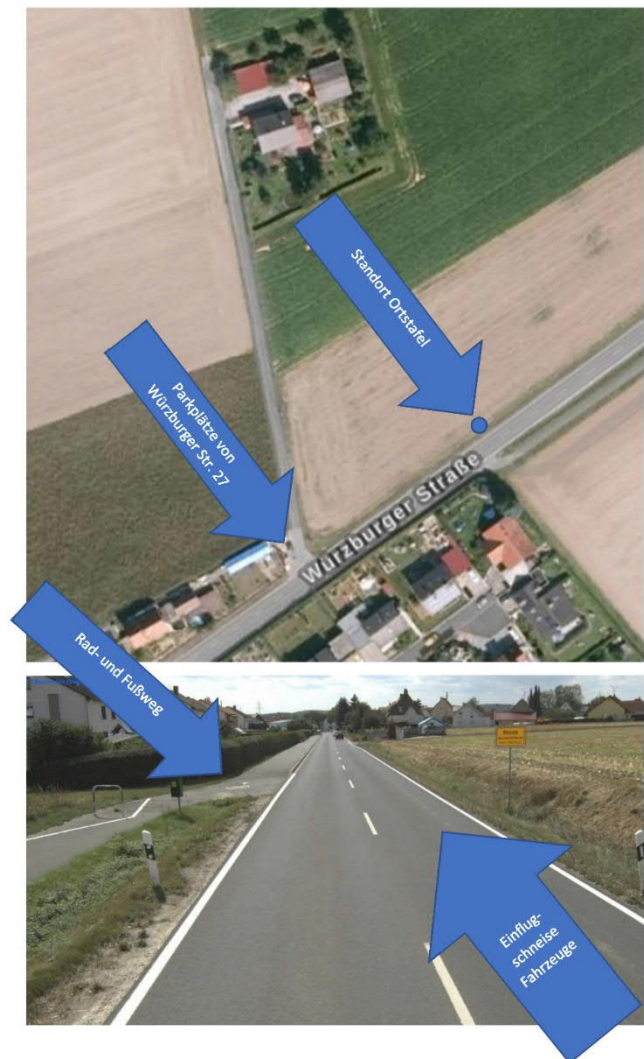 Standort Ortstafel
Parkplätze von
Würzburger Str. 27
Würzburger Straße
Rad- und Fußweg
Einflug-
schneise
Fahrzeuge